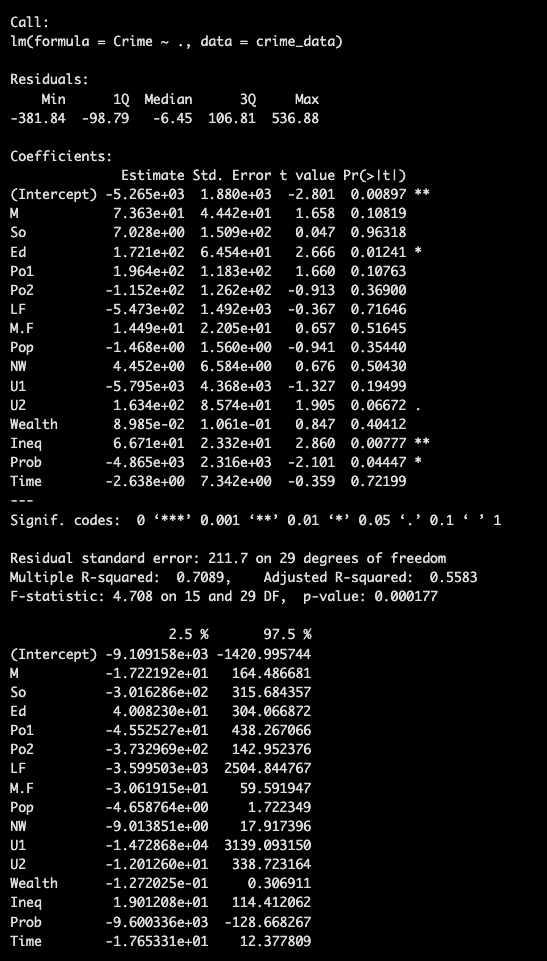 Call:
lm(formula = Crime ~ ., data = crime_data)
Residuals:
    Min      1Q  Median      3Q     Max
-381.84  -98.79   -6.45  106.81  536.88
Coefficients:
              Estimate Std. Error t value Pr(>|t|)
(Intercept) -5.265e+03  1.880e+03  -2.801  0.00897 **
M            7.363e+01  4.442e+01   1.658  0.10819
So           7.028e+00  1.509e+02   0.047  0.96318
Ed           1.721e+02  6.454e+01   2.666  0.01241 *
Po1          1.964e+02  1.183e+02   1.660  0.10763
Po2         -1.152e+02  1.262e+02  -0.913  0.36900
LF          -5.473e+02  1.492e+03  -0.367  0.71646
M.F          1.449e+01  2.205e+01   0.657  0.51645
Pop         -1.468e+00  1.560e+00  -0.941  0.35440
NW           4.452e+00  6.584e+00   0.676  0.50430
U1          -5.795e+03  4.368e+03  -1.327  0.19499
U2           1.634e+02  8.574e+01   1.905  0.06672 .
Wealth       8.985e-02  1.061e-01   0.847  0.40412
Ineq         6.671e+01  2.332e+01   2.860  0.00777 **
Prob        -4.865e+03  2.316e+03  -2.101  0.04447 *
Time        -2.638e+00  7.342e+00  -0.359  0.72199
---
Signif. codes:  0 ‘***’ 0.001 ‘**’ 0.01 ‘*’ 0.05 ‘.’ 0.1 ‘ ’ 1
Residual standard error: 211.7 on 29 degrees of freedom
Multiple R-squared:  0.7089,    Adjusted R-squared:  0.5583
F-statistic: 4.708 on 15 and 29 DF,  p-value: 0.000177
                    2.5 %       97.5 %
(Intercept) -9.109158e+03 -1420.995744
M           -1.722192e+01   164.486681
So          -3.016286e+02   315.684357
Ed           4.008230e+01   304.066872
Po1         -4.552527e+01   438.267066
Po2         -3.732969e+02   142.952376
LF          -3.599503e+03  2504.844767
M.F         -3.061915e+01    59.591947
Pop         -4.658764e+00     1.722349
NW          -9.013851e+00    17.917396
U1          -1.472868e+04  3139.093150
U2          -1.201260e+01   338.723164
Wealth      -1.272025e-01     0.306911
Ineq         1.901208e+01   114.412062
Prob        -9.600336e+03  -128.668267
Time        -1.765331e+01    12.377809